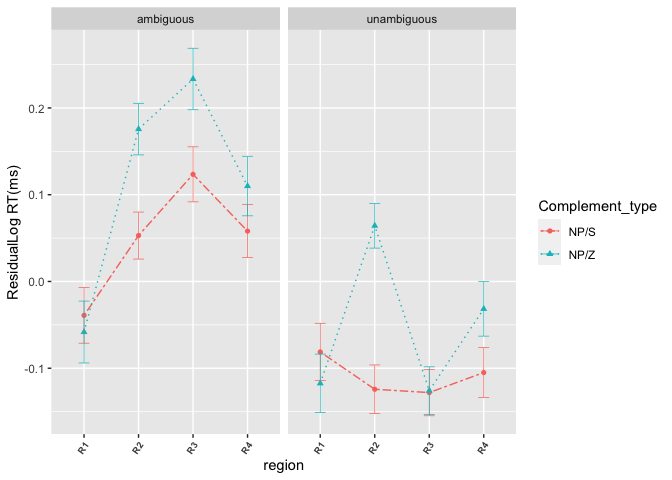 ambiguous
unambiguous
ResidualLog RT(ms)
0.2
0.1
0.0
-0.1
R1
R2
R3
R4
R1
R2
R3
R4
region
Complement_type
NP/S
NP/Z